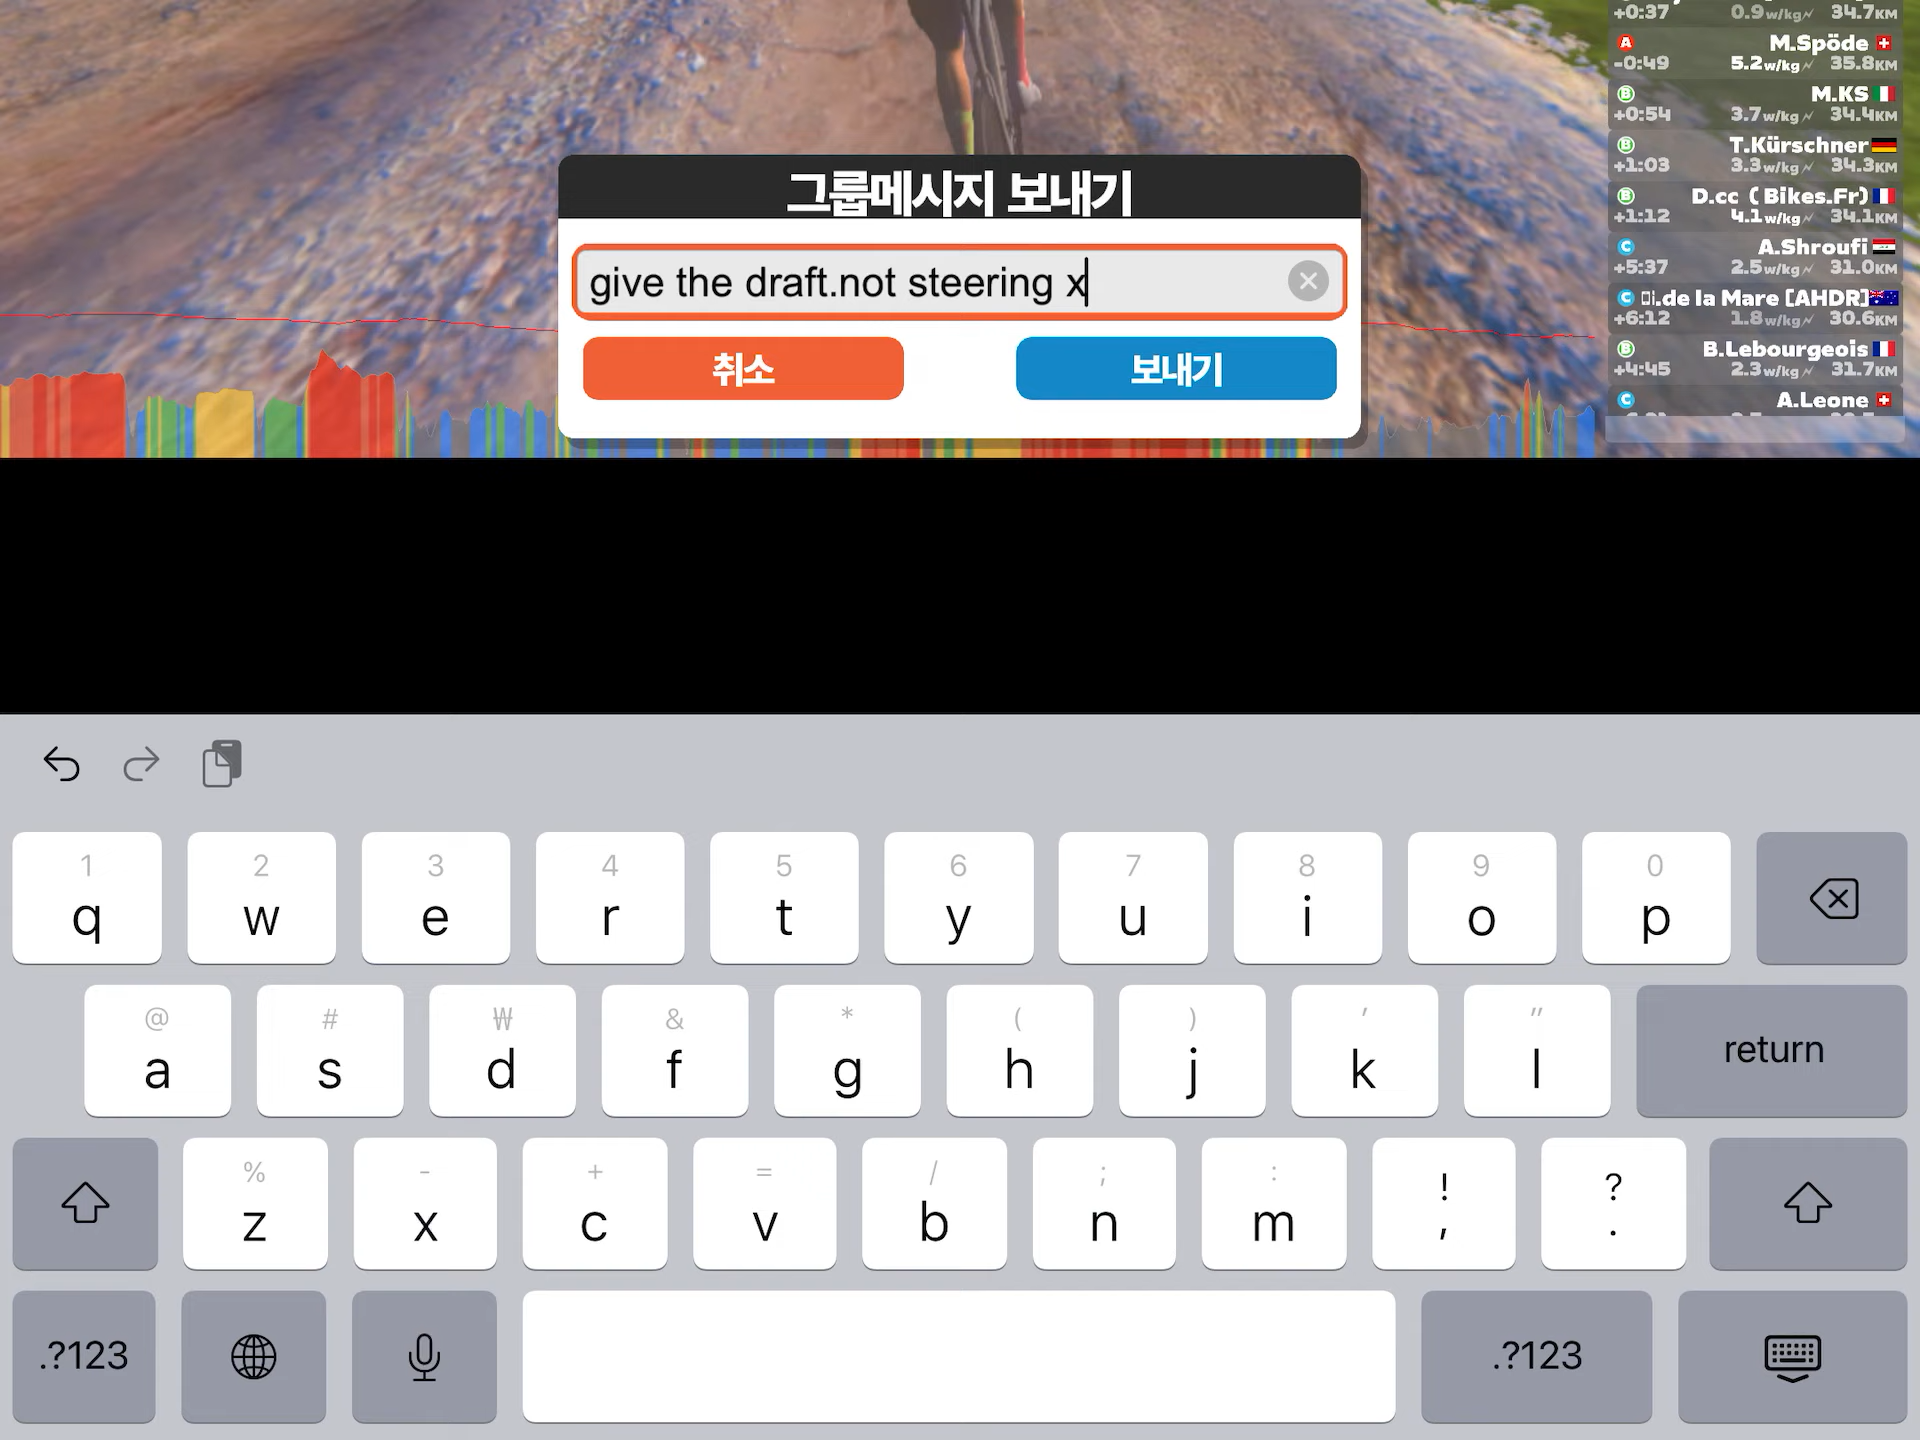 +0:37 0.9w/kg 34.7KM
A M.Spöde
-0:49 5.2w/kg 35.8KM
B M.KS
+0:54 3.7w/kg 34.4KM
B T.Kürschner
+1:03 3.3w/kg 34.3KM
B D.cc (Bikes.Fr)
+1:12 4.1w/kg 34.1KM
C A.Shroufi
+5:37 2.5w/kg 31.0KM
C .de la Mare [AHDR]
+6:12 1.8w/kg 30.6KM
B B.Lebourgeois
+4:45 2.3w/kg 31.7KM
C A.Leone
그룹메시지 보내기
give the draft.not steering x
취소 보내기
1 2 3 4 5 6 7 8 9 0
q w e r t y u i o p
@ # ₩ & * ( ) ' "
a s d f g h j k l return
% - + = / ; : ! ?
z x c v b n m , .
.?123 .?123